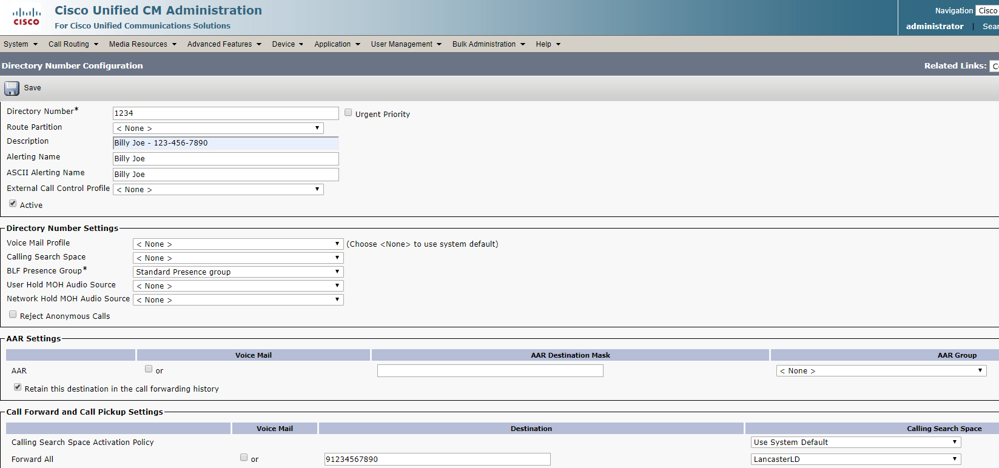 Cisco Unified CM Administration
For Cisco Unified Communications Solutions
CISCO
Navigation Cisco
administrator | Sear
System Call Routing Media Resources Advanced Features Device Application User Management Bulk Administration Help
Directory Number Configuration Related Links: C
Save
Directory Number* 1234 Urgent Priority
Route Partition < None >
Description Billy Joe - 123-456-7890
Alerting Name Billy Joe
ASCII Alerting Name Billy Joe
External Call Control Profile < None >
Active
Directory Number Settings
Voice Mail Profile < None > (Choose <None> to use system default)
Calling Search Space < None >
BLF Presence Group* Standard Presence group
User Hold MOH Audio Source < None >
Network Hold MOH Audio Source < None >
Reject Anonymous Calls
AAR Settings
Voice Mail AAR Destination Mask AAR Group
AAR or < None >
Retain this destination in the call forwarding history
Call Forward and Call Pickup Settings
Voice Mail Destination Calling Search Space
Calling Search Space Activation Policy Use System Default
Forward All or 91234567890 LancasterLD